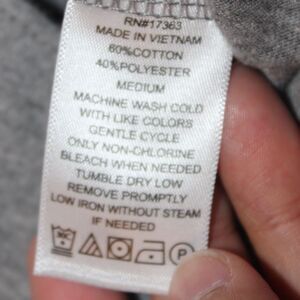 RN#17363
MADE IN VIETNAM
60%COTTON
40%POLYESTER
MEDIUM
MACHINE WASH COLD
WITH LIKE COLORS
GENTLE CYCLE
ONLY NON-CHLORINE
BLEACH WHEN NEEDED
TUMBLE DRY LOW
REMOVE PROMPTLY
LOW IRON WITHOUT STEAM
IF NEEDED